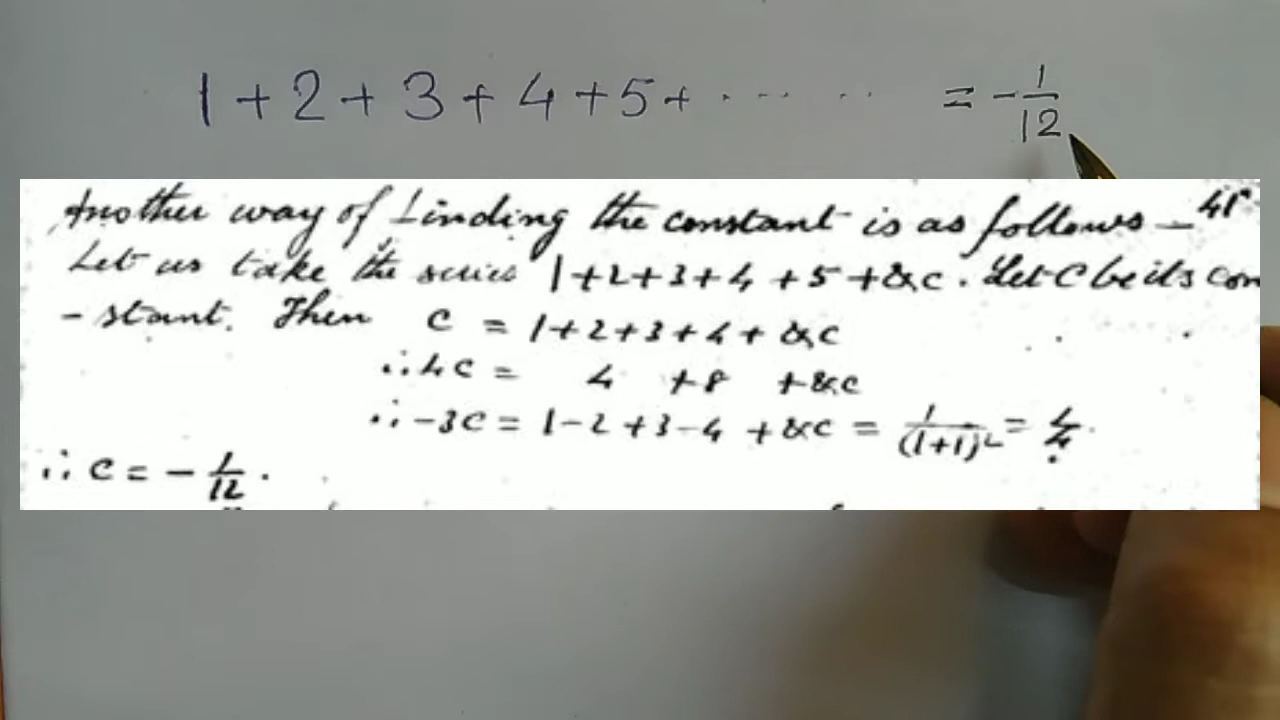 1 + 2 + 3 + 4 + 5 + ..... = -1/12
Another way of finding the constant is as follows — 41
Let us take the series 1+2+3+4+5+&c. Let C be its con
-stant. Then c = 1+2+3+4+&c
∴ 4c = 4 +8 +&c
∴ -3c = 1-2+3-4+&c = 1/(1+1)² = 1/4.
∴ c = -1/12.